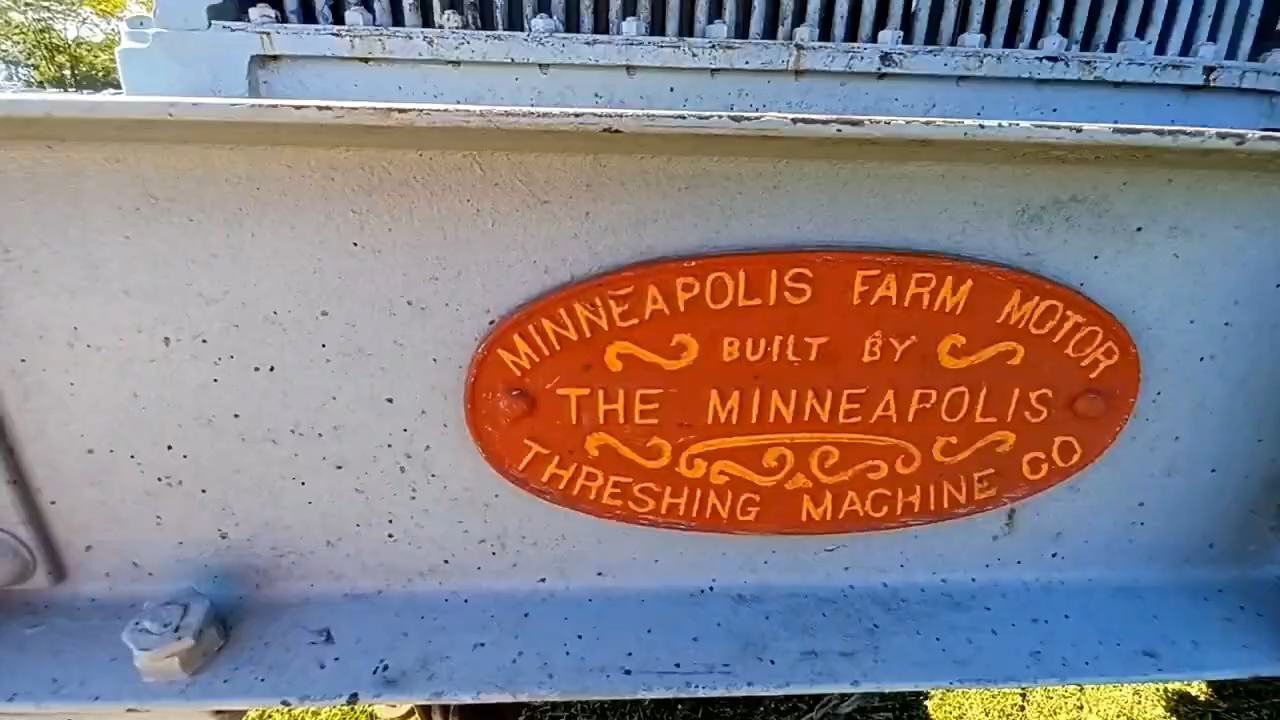 MINNEAPOLIS FARM MOTOR
BUILT BY
THE MINNEAPOLIS
THRESHING MACHINE CO